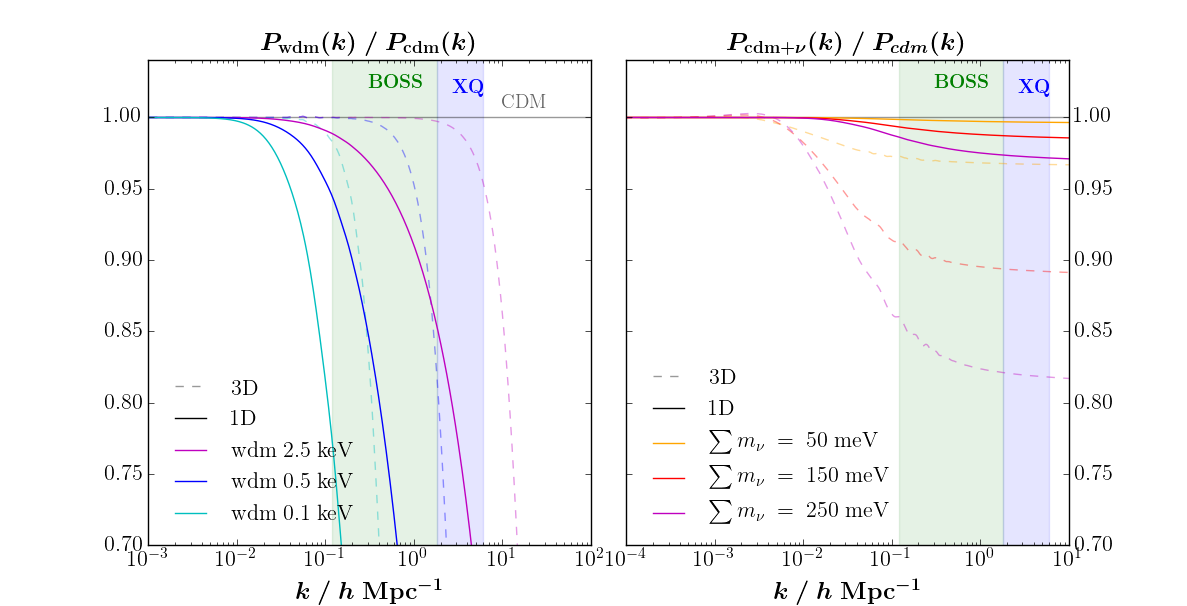 P_wdm(k) / P_cdm(k)
BOSS
XQ
CDM
1.00
0.95
0.90
0.85
0.80
0.75
0.70
3D
1D
wdm 2.5 keV
wdm 0.5 keV
wdm 0.1 keV
10^−3 10^−2 10^−1 10^0 10^1 10^2
k / h Mpc^−1
P_cdm+ν(k) / P_cdm(k)
BOSS
XQ
1.00
0.95
0.90
0.85
0.80
0.75
0.70
3D
1D
∑ m_ν = 50 meV
∑ m_ν = 150 meV
∑ m_ν = 250 meV
10^−4 10^−3 10^−2 10^−1 10^0 10^1
k / h Mpc^−1